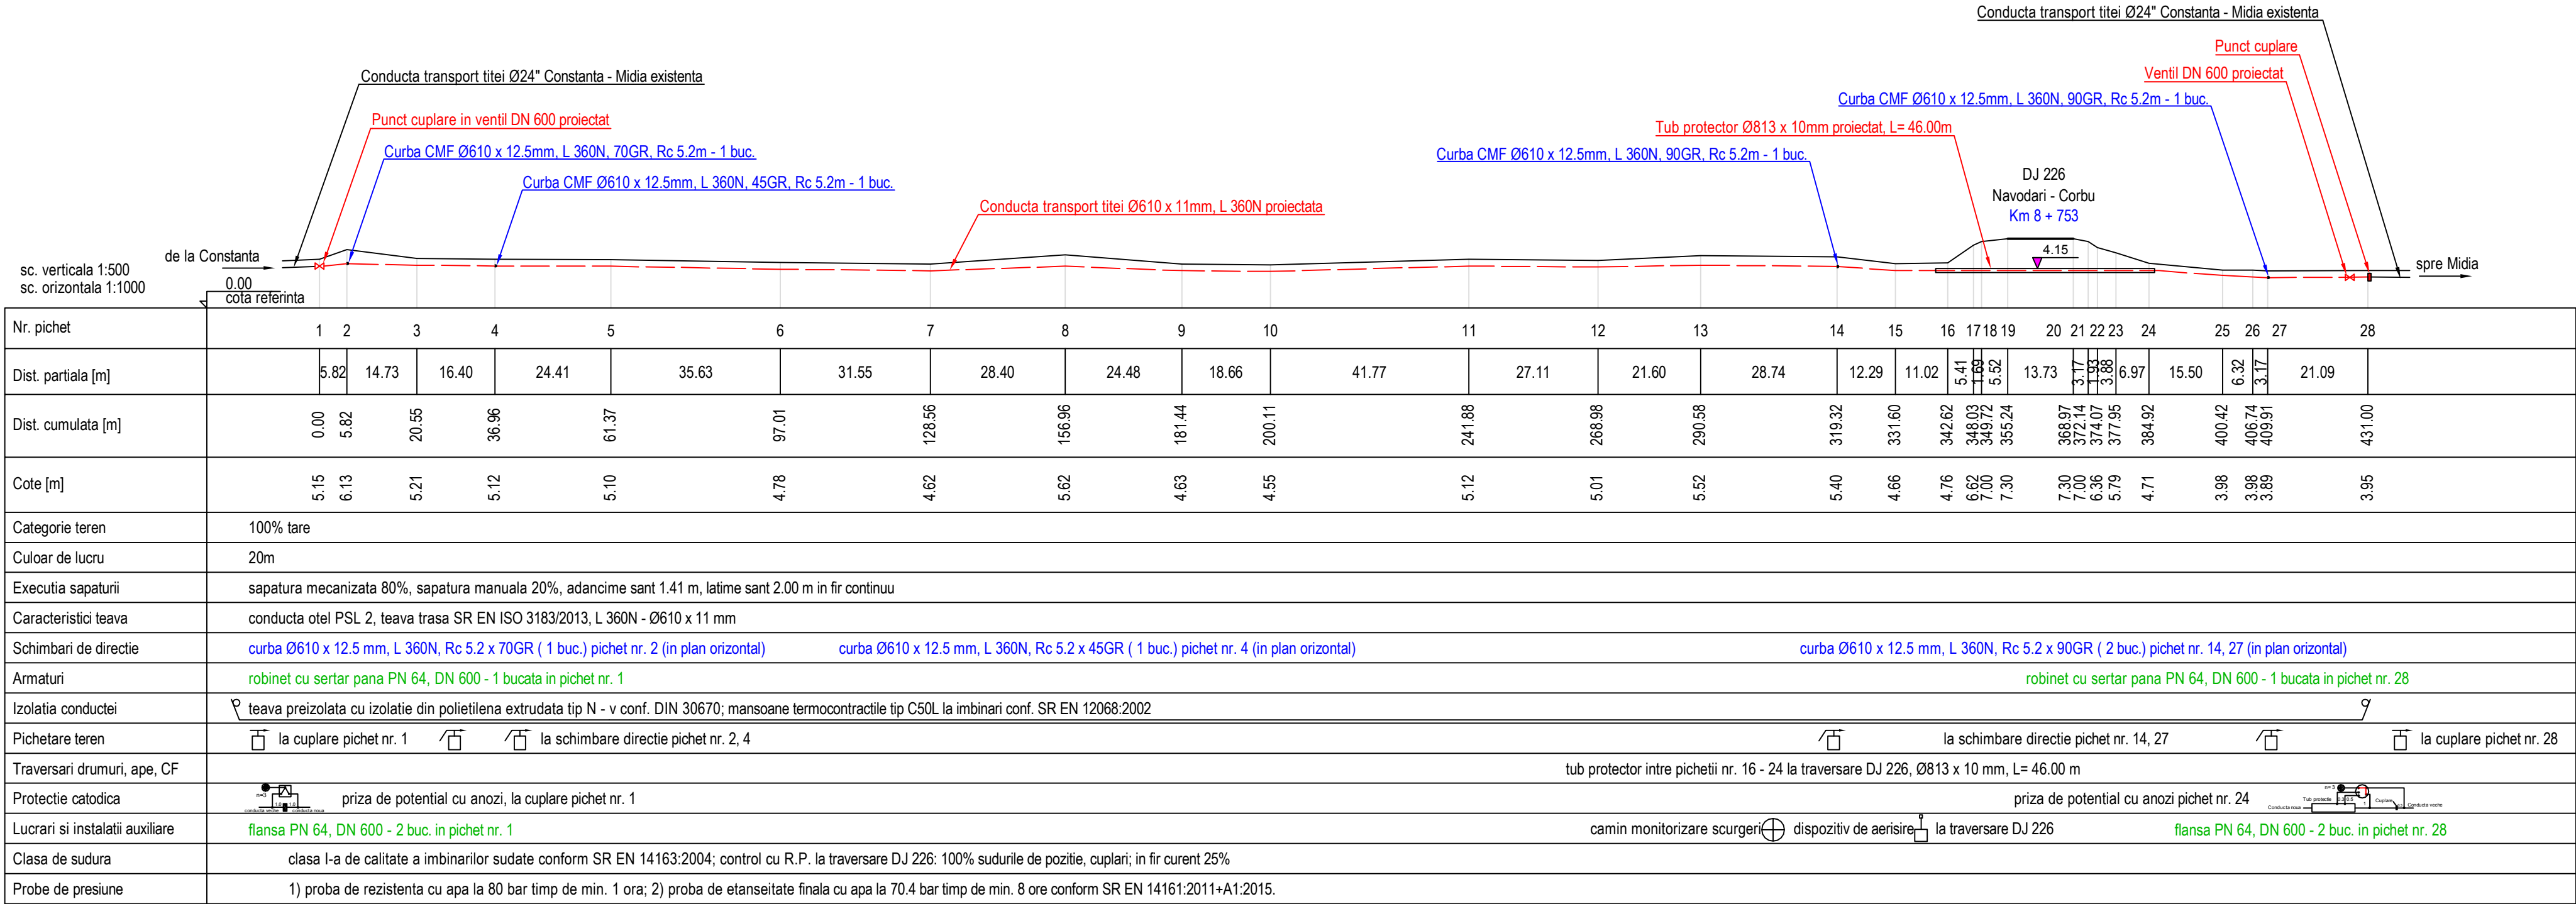 Conducta transport titei Ø24" Constanta - Midia existenta
Punct cuplare
Conducta transport titei Ø24" Constanta - Midia existenta
Ventil DN 600 proiectat
Curba CMF Ø610 x 12.5mm, L 360N, 90GR, Rc 5.2m - 1 buc.
Punct cuplare in ventil DN 600 proiectat
Tub protector Ø813 x 10mm proiectat, L= 46.00m
Curba CMF Ø610 x 12.5mm, L 360N, 70GR, Rc 5.2m - 1 buc.
Curba CMF Ø610 x 12.5mm, L 360N, 90GR, Rc 5.2m - 1 buc.
Curba CMF Ø610 x 12.5mm, L 360N, 45GR, Rc 5.2m - 1 buc.
DJ 226
Navodari - Corbu
Km 8 + 753
Conducta transport titei Ø610 x 11mm, L 360N proiectata
4.15
de la Constanta
spre Midia
sc. verticala 1:500
sc. orizontala 1:1000
0.00
cota referinta
Nr. pichet 1 2 3 4 5 6 7 8 9 10 11 12 13 14 15 16 17 18 19 20 21 22 23 24 25 26 27 28
Dist. partiala [m] 5.82 14.73 16.40 24.41 35.63 31.55 28.40 24.48 18.66 41.77 27.11 21.60 28.74 12.29 11.02 5.41 1.69 5.52 13.73 3.17 1.93 3.88 6.97 15.50 6.32 3.17 21.09
Dist. cumulata [m] 0.00 5.82 20.55 36.96 61.37 97.01 128.56 156.96 181.44 200.11 241.88 268.98 290.58 319.32 331.60 342.62 348.03 349.72 355.24 368.97 372.14 374.07 377.95 384.92 400.42 406.74 409.91 431.00
Cote [m] 5.15 6.13 5.21 5.12 5.10 4.78 4.62 5.62 4.63 4.55 5.12 5.01 5.52 5.40 4.66 4.76 6.62 7.00 7.30 7.30 7.00 6.36 5.79 4.71 3.98 3.98 3.89 3.95
Categorie teren 100% tare
Culoar de lucru 20m
Executia sapaturii sapatura mecanizata 80%, sapatura manuala 20%, adancime sant 1.41 m, latime sant 2.00 m in fir continuu
Caracteristici teava conducta otel PSL 2, teava trasa SR EN ISO 3183/2013, L 360N - Ø610 x 11 mm
Schimbari de directie curba Ø610 x 12.5 mm, L 360N, Rc 5.2 x 70GR ( 1 buc.) pichet nr. 2 (in plan orizontal) curba Ø610 x 12.5 mm, L 360N, Rc 5.2 x 45GR ( 1 buc.) pichet nr. 4 (in plan orizontal) curba Ø610 x 12.5 mm, L 360N, Rc 5.2 x 90GR ( 2 buc.) pichet nr. 14, 27 (in plan orizontal)
Armaturi robinet cu sertar pana PN 64, DN 600 - 1 bucata in pichet nr. 1 robinet cu sertar pana PN 64, DN 600 - 1 bucata in pichet nr. 28
Izolatia conductei teava preizolata cu izolatie din polietilena extrudata tip N - v conf. DIN 30670; mansoane termocontractile tip C50L la imbinari conf. SR EN 12068:2002
Pichetare teren la cuplare pichet nr. 1 la schimbare directie pichet nr. 2, 4 la schimbare directie pichet nr. 14, 27 la cuplare pichet nr. 28
Traversari drumuri, ape, CF tub protector intre pichetii nr. 16 - 24 la traversare DJ 226, Ø813 x 10 mm, L= 46.00 m
Protectie catodica n=3 conducta veche conducta noua priza de potential cu anozi, la cuplare pichet nr. 1 priza de potential cu anozi pichet nr. 24 n= 3 Conducta noua Tub protectie Cuplare Conducta veche
Lucrari si instalatii auxiliare flansa PN 64, DN 600 - 2 buc. in pichet nr. 1 camin monitorizare scurgeri dispozitiv de aerisire la traversare DJ 226 flansa PN 64, DN 600 - 2 buc. in pichet nr. 28
Clasa de sudura clasa I-a de calitate a imbinarilor sudate conform SR EN 14163:2004; control cu R.P. la traversare DJ 226: 100% sudurile de pozitie, cuplari; in fir curent 25%
Probe de presiune 1) proba de rezistenta cu apa la 80 bar timp de min. 1 ora; 2) proba de etanseitate finala cu apa la 70.4 bar timp de min. 8 ore conform SR EN 14161:2011+A1:2015.